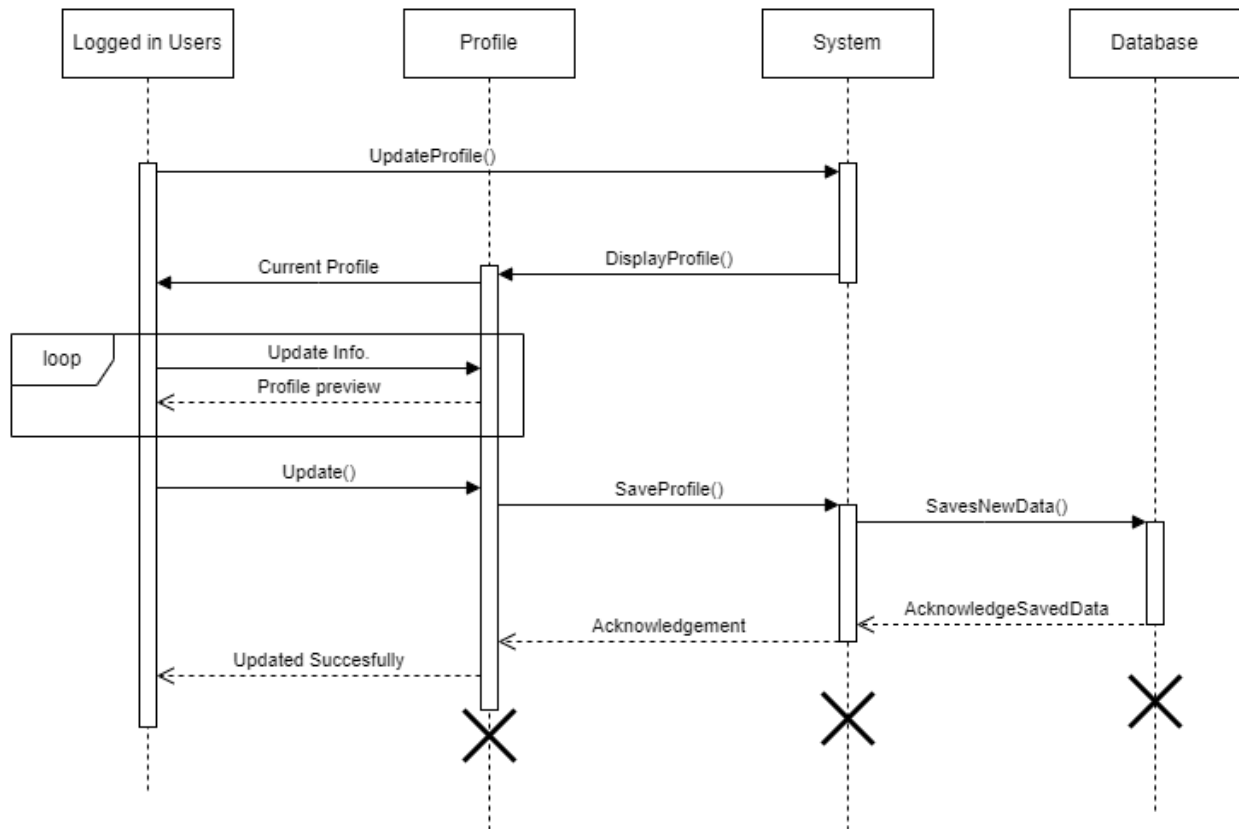 Logged in Users
Profile
System
Database
UpdateProfile()
DisplayProfile()
Current Profile
loop
Update Info.
Profile preview
Update()
SaveProfile()
SavesNewData()
AcknowledgeSavedData
Acknowledgement
Updated Succesfully